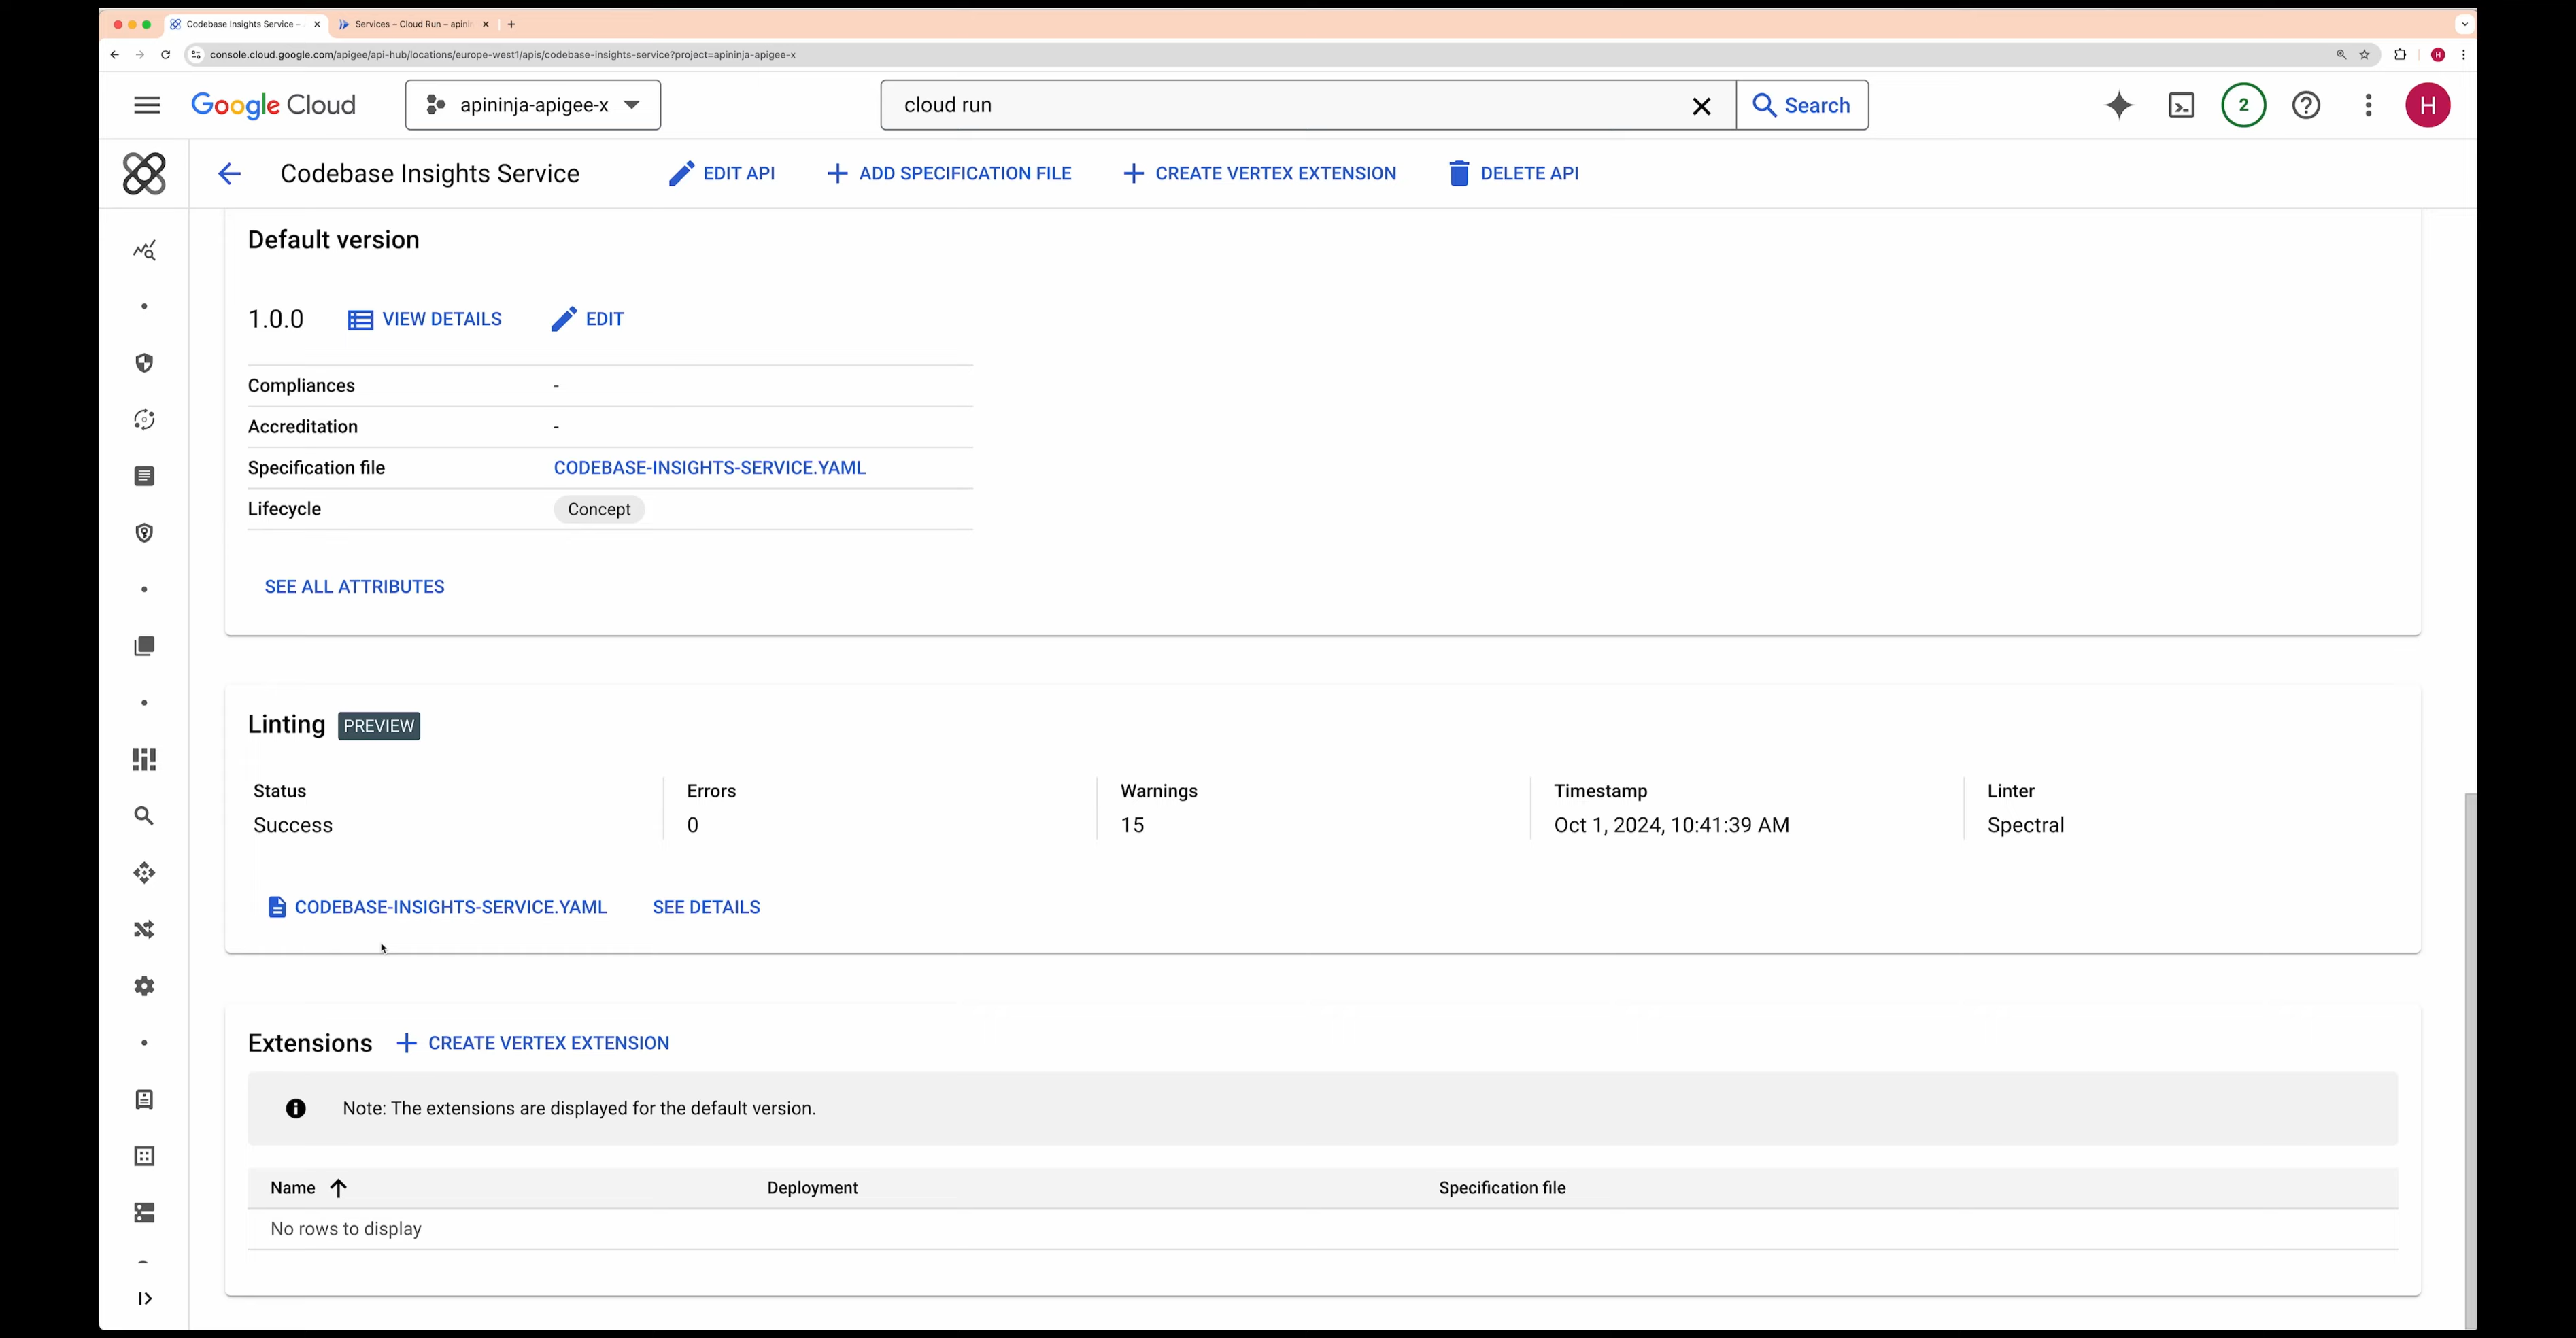 Codebase Insights Service –
Services – Cloud Run – apinin
console.cloud.google.com/apigee/api-hub/locations/europe-west1/apis/codebase-insights-service?project=apininja-apigee-x
H
Google Cloud
apininja-apigee-x
cloud run
Search
2
H
Codebase Insights Service
EDIT API
ADD SPECIFICATION FILE
CREATE VERTEX EXTENSION
DELETE API
Default version
1.0.0 VIEW DETAILS EDIT
Compliances -
Accreditation -
Specification file CODEBASE-INSIGHTS-SERVICE.YAML
Lifecycle Concept
SEE ALL ATTRIBUTES
Linting PREVIEW
Status Errors Warnings Timestamp Linter
Success 0 15 Oct 1, 2024, 10:41:39 AM Spectral
CODEBASE-INSIGHTS-SERVICE.YAML SEE DETAILS
Extensions CREATE VERTEX EXTENSION
Note: The extensions are displayed for the default version.
Name Deployment Specification file
No rows to display